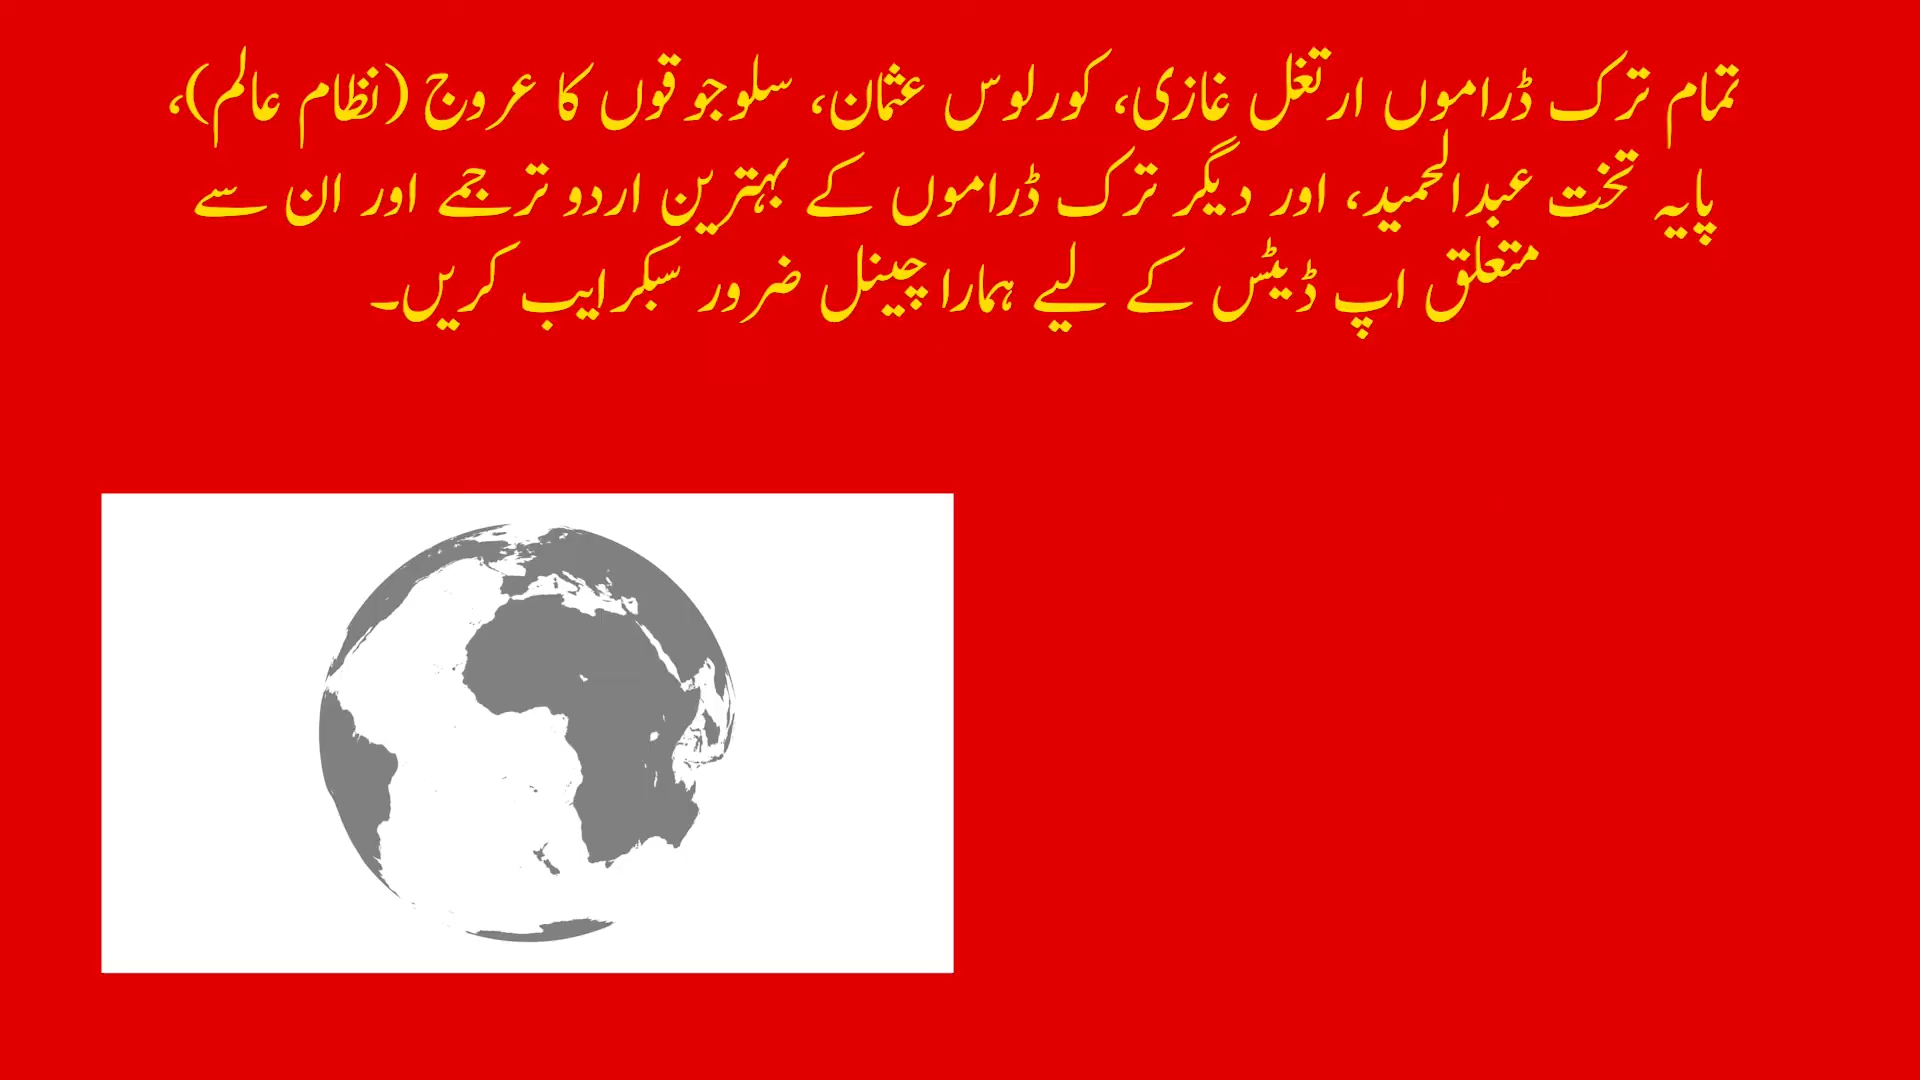 تمام ترک ڈراموں ارتغل غازی، کورلوس عثمان، سلوجوقوں کا عروج (نظام عالم)،
پایہ تخت عبدالحمید، اور دیگر ترک ڈراموں کے بہترین اردو ترجمے اور ان سے
متعلق اپ ڈیٹس کے لیے ہمارا چینل ضرور سبکرایب کریں۔